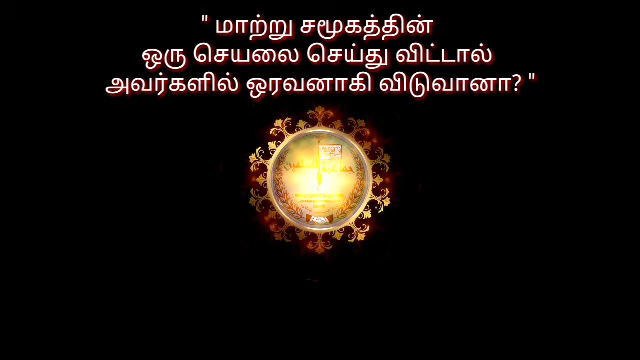 " மாற்று சமூகத்தின்
ஒரு செயலை செய்து விட்டால்
அவர்களில் ஒரவனாகி விடுவானா? "